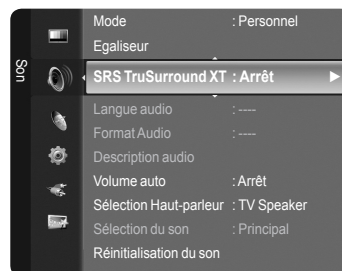 Son
Mode : Personnel
Egaliseur
SRS TruSurround XT : Arrêt
Langue audio : ----
Format Audio : ----
Description audio
Volume auto : Arrêt
Sélection Haut-parleur : TV Speaker
Sélection du son : Principal
Réinitialisation du son